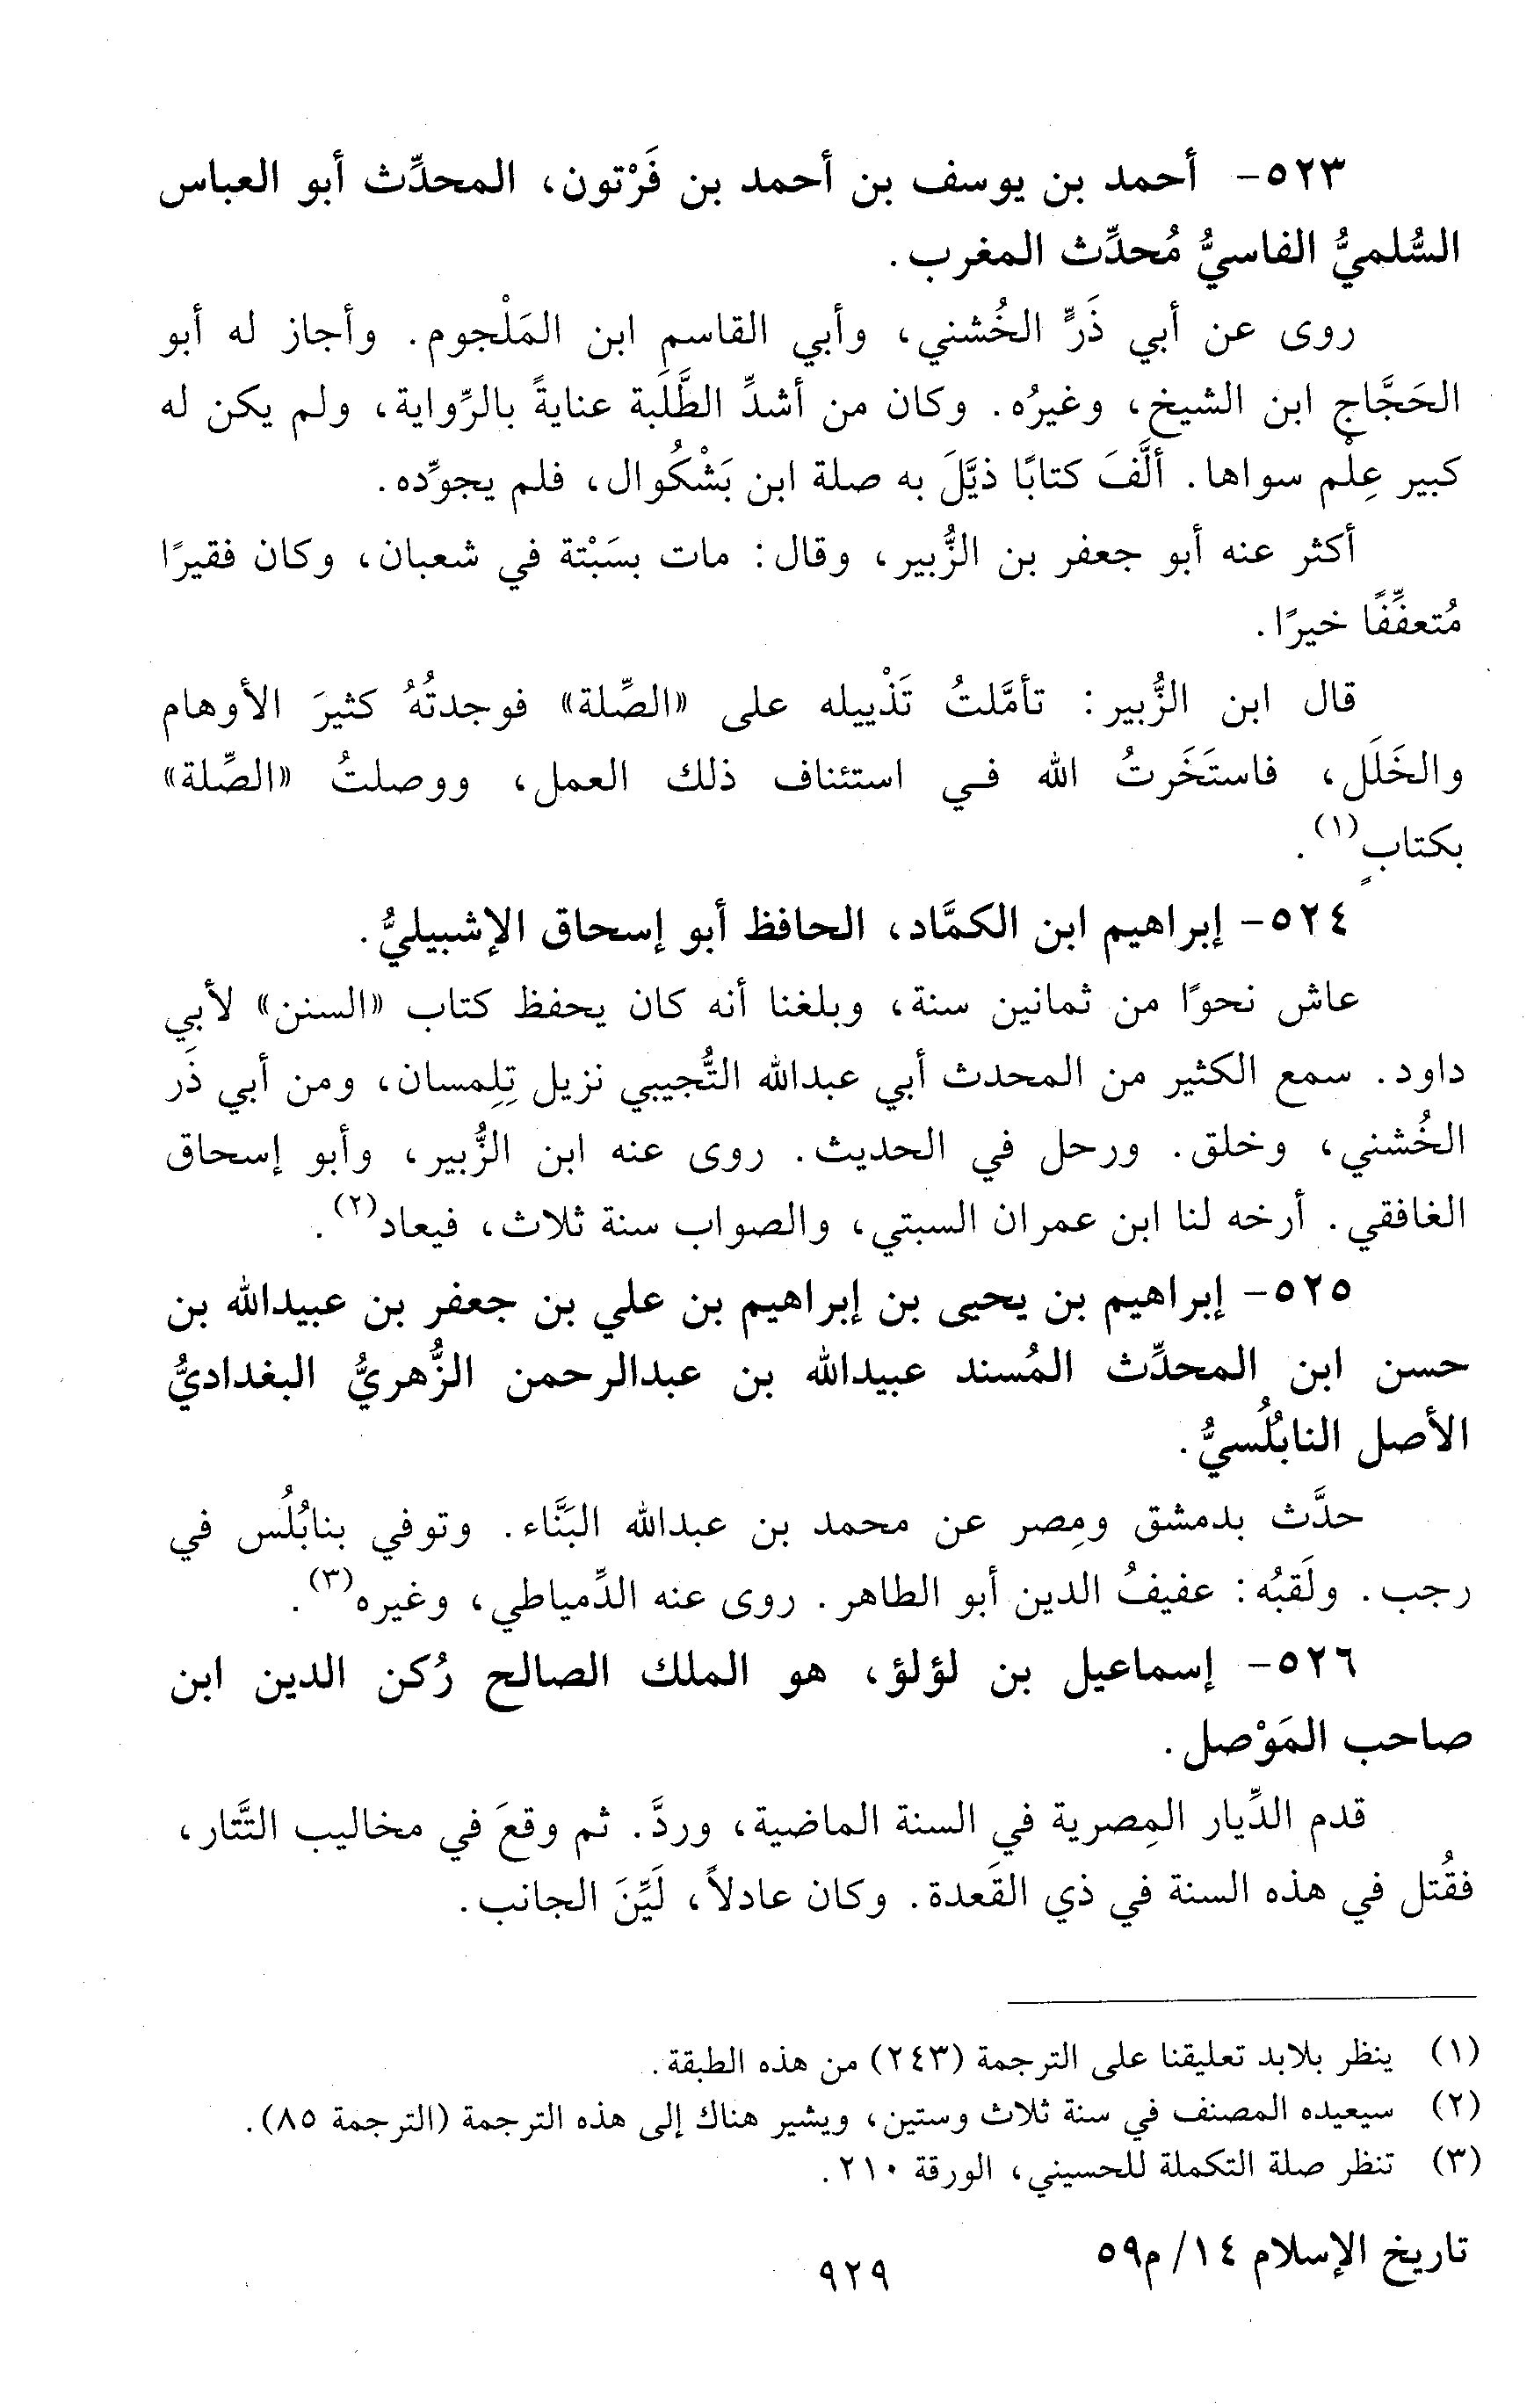 ٥٢٣- أحمد بن يوسف بن أحمد بن فَرْتون، المحدِّث أبو العباس
السُّلميُّ الفاسيُّ مُحدِّث المغرب.
روى عن أبي ذَرٍّ الخُشني، وأبي القاسم ابن المَلْجوم. وأجاز له أبو
الحَجَّاج ابن الشيخ، وغيرُه. وكان من أشدِّ الطَّلَبة عنايةً بالرِّواية، ولم يكن له
كبير عِلْم سواها. ألَّفَ كتابًا ذيَّلَ به صلة ابن بَشْكُوال، فلم يجوِّده.
أكثر عنه أبو جعفر بن الزُّبير، وقال: مات بسَبْتة في شعبان، وكان فقيرًا
مُتعفِّفًا خيرًا.
قال ابن الزُّبير: تأمَّلتُ تَذْييله على «الصِّلة» فوجدتُهُ كثيرَ الأوهام
والخَلَل، فاستَخَرتُ الله في استئناف ذلك العمل، ووصلتُ «الصِّلة»
بكتابٍ(١).
٥٢٤- إبراهيم ابن الكمَّاد، الحافظ أبو إسحاق الإشبيليُّ.
عاش نحوًا من ثمانين سنة، وبلغنا أنه كان يحفظ كتاب «السنن» لأبي
داود. سمع الكثير من المحدث أبي عبدالله التُّجيبي نزيل تِلِمسان، ومن أبي ذَر
الخُشني، وخلق. ورحل في الحديث. روى عنه ابن الزُّبير، وأبو إسحاق
الغافقي. أرخه لنا ابن عمران السبتي، والصواب سنة ثلاث، فيعاد(٢).
٥٢٥- إبراهيم بن يحيى بن إبراهيم بن علي بن جعفر بن عبيدالله بن
حسن ابن المحدِّث المُسند عبيدالله بن عبدالرحمن الزُّهريُّ البغداديُّ
الأصل النابُلُسيُّ.
حدَّث بدمشق ومِصر عن محمد بن عبدالله البَنَّاء. وتوفي بنابُلُس في
رجب. ولَقبُه: عفيفُ الدين أبو الطاهر. روى عنه الدِّمياطي، وغيره(٣).
٥٢٦- إسماعيل بن لؤلؤ، هو الملك الصالح رُكن الدين ابن
صاحب المَوْصل.
قدم الدِّيار المِصرية في السنة الماضية، وردَّ. ثم وقعَ في مخاليب التَّتار،
فقُتل في هذه السنة في ذي القَعدة. وكان عادلاً، لَيِّنَ الجانب.
(١) ينظر بلابد تعليقنا على الترجمة (٢٤٣) من هذه الطبقة.
(٢) سيعيده المصنف في سنة ثلاث وستين، ويشير هناك إلى هذه الترجمة (الترجمة ٨٥).
(٣) تنظر صلة التكملة للحسيني، الورقة ٢١٠.
تاريخ الإسلام ١٤/ م٥٩
٩٢٩